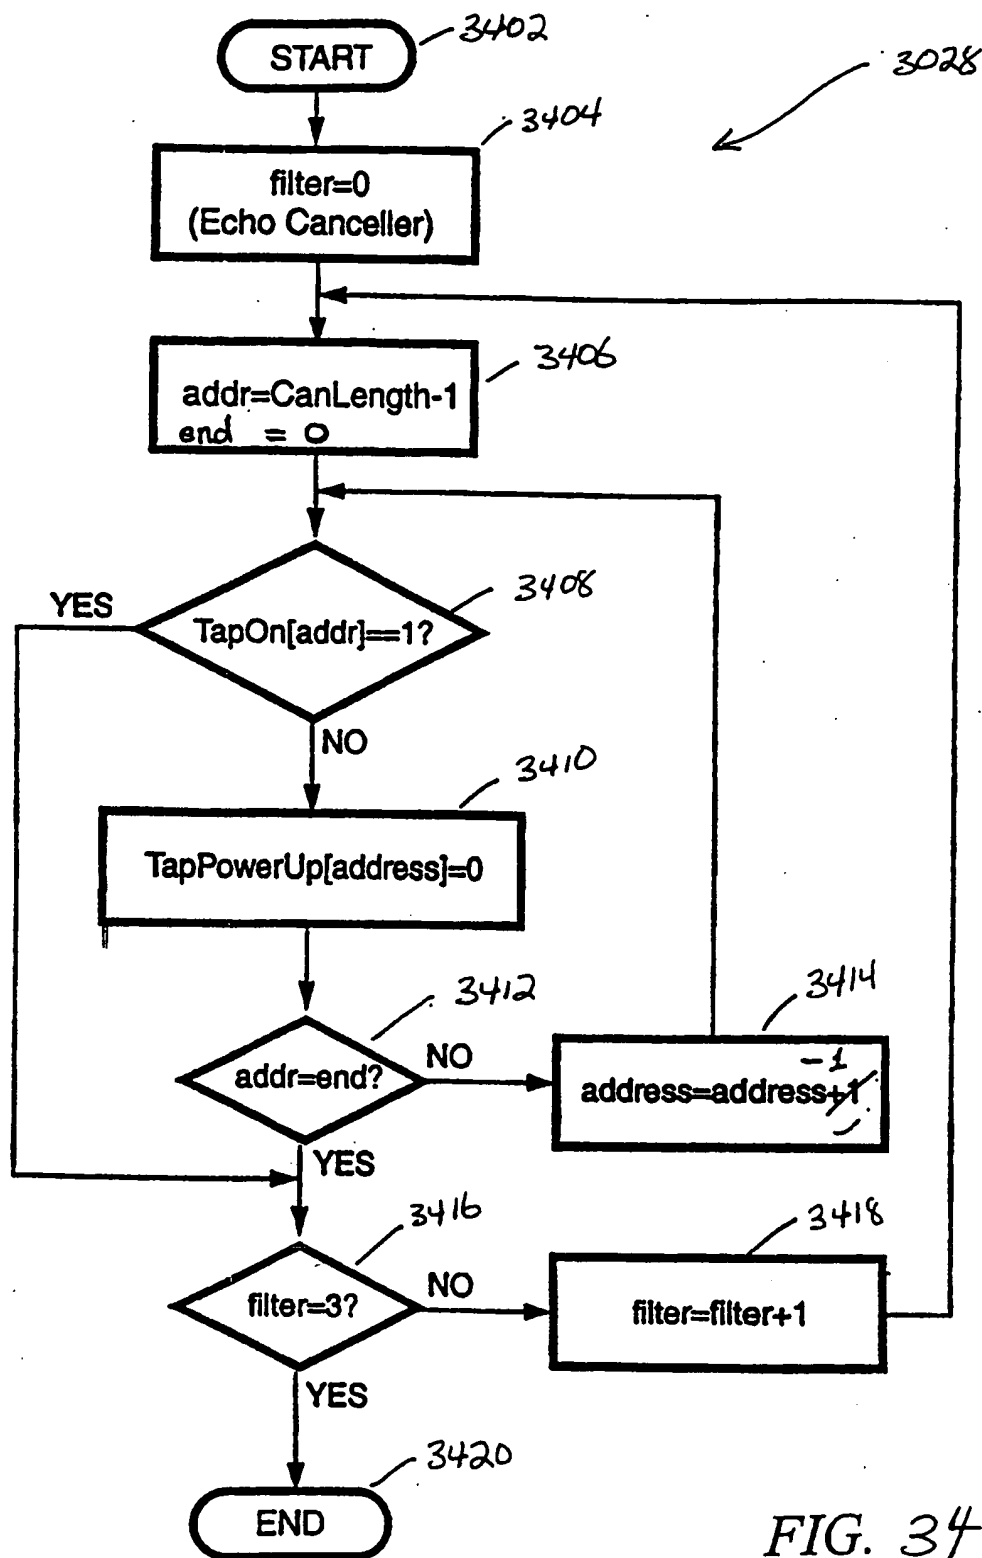 START
3402
3028
3404
filter=0
(Echo Canceller)
3406
addr=CanLength-1
end = 0
3408
YES
TapOn[addr]==1?
NO
3410
TapPowerUp[address]=0
3412
addr=end?
NO
3414
-1
address=address+1
YES
3416
filter=3?
NO
3418
filter=filter+1
YES
3420
END
FIG. 34